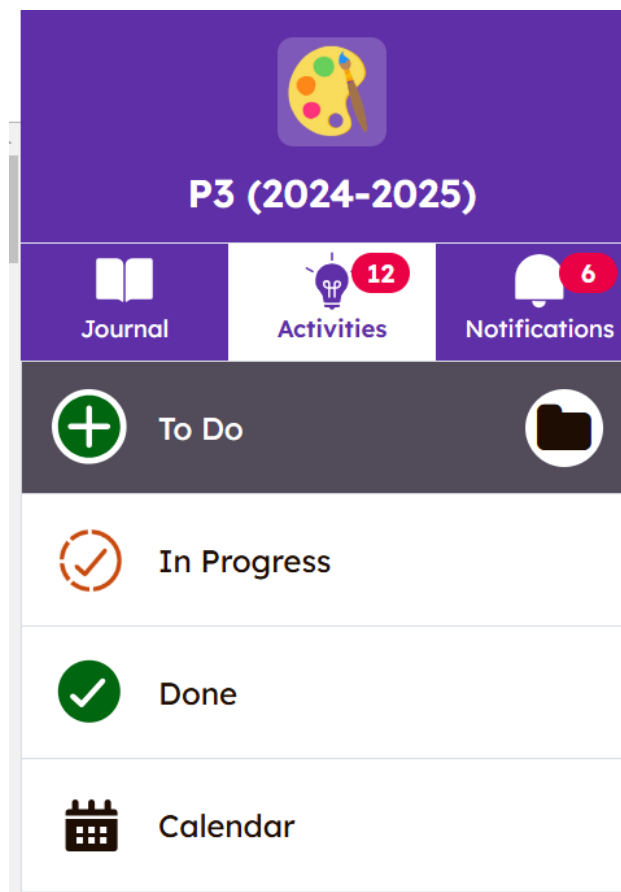 P3 (2024-2025)
12
6
Journal
Activities
Notifications
To Do
In Progress
Done
Calendar